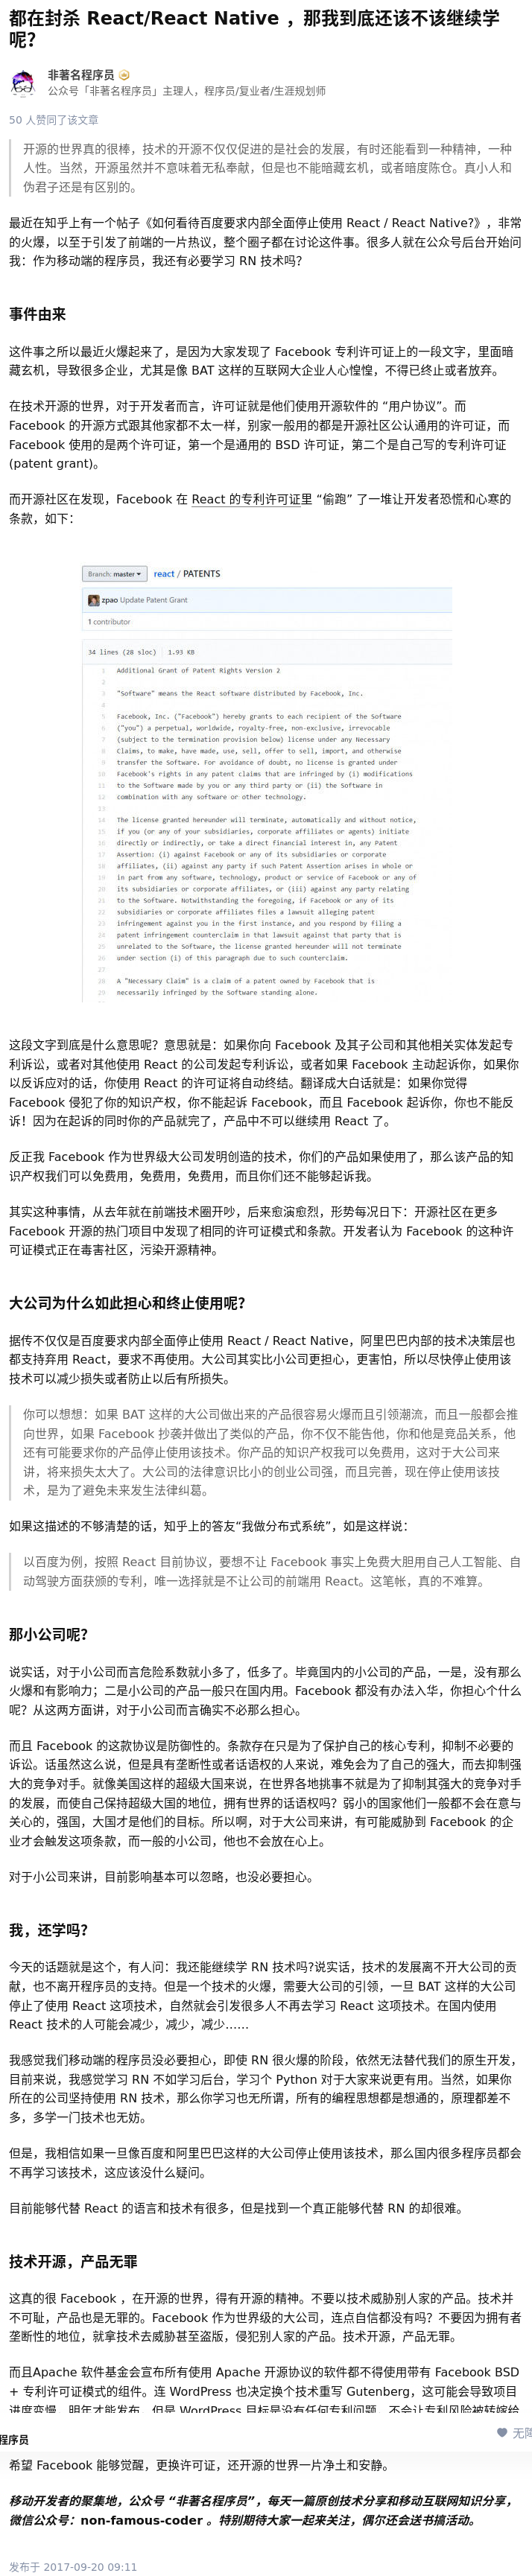 都在封杀 React/React Native ，那我到底还该不该继续学
呢？
非著名程序员
公众号「非著名程序员」主理人，程序员/复业者/生涯规划师
50 人赞同了该文章
开源的世界真的很棒，技术的开源不仅仅促进的是社会的发展，有时还能看到一种精神，一种
人性。当然，开源虽然并不意味着无私奉献，但是也不能暗藏玄机，或者暗度陈仓。真小人和
伪君子还是有区别的。
最近在知乎上有一个帖子《如何看待百度要求内部全面停止使用 React / React Native?》，非常
的火爆，以至于引发了前端的一片热议，整个圈子都在讨论这件事。很多人就在公众号后台开始问
我：作为移动端的程序员，我还有必要学习 RN 技术吗？
事件由来
这件事之所以最近火爆起来了，是因为大家发现了 Facebook 专利许可证上的一段文字，里面暗
藏玄机，导致很多企业，尤其是像 BAT 这样的互联网大企业人心惶惶，不得已终止或者放弃。
在技术开源的世界，对于开发者而言，许可证就是他们使用开源软件的 “用户协议”。而
Facebook 的开源方式跟其他家都不太一样，别家一般用的都是开源社区公认通用的许可证，而
Facebook 使用的是两个许可证，第一个是通用的 BSD 许可证，第二个是自己写的专利许可证
(patent grant)。
而开源社区在发现，Facebook 在 React 的专利许可证里 “偷跑” 了一堆让开发者恐慌和心寒的
条款，如下：
Branch: master react / PATENTS
zpao Update Patent Grant
1 contributor
34 lines (28 sloc) 1.93 KB
1 Additional Grant of Patent Rights Version 2
2
3 "Software" means the React software distributed by Facebook, Inc.
4
5 Facebook, Inc. ("Facebook") hereby grants to each recipient of the Software
6 ("you") a perpetual, worldwide, royalty-free, non-exclusive, irrevocable
7 (subject to the termination provision below) license under any Necessary
8 Claims, to make, have made, use, sell, offer to sell, import, and otherwise
9 transfer the Software. For avoidance of doubt, no license is granted under
10 Facebook's rights in any patent claims that are infringed by (i) modifications
11 to the Software made by you or any third party or (ii) the Software in
12 combination with any software or other technology.
13
14 The license granted hereunder will terminate, automatically and without notice,
15 if you (or any of your subsidiaries, corporate affiliates or agents) initiate
16 directly or indirectly, or take a direct financial interest in, any Patent
17 Assertion: (i) against Facebook or any of its subsidiaries or corporate
18 affiliates, (ii) against any party if such Patent Assertion arises in whole or
19 in part from any software, technology, product or service of Facebook or any of
20 its subsidiaries or corporate affiliates, or (iii) against any party relating
21 to the Software. Notwithstanding the foregoing, if Facebook or any of its
22 subsidiaries or corporate affiliates files a lawsuit alleging patent
23 infringement against you in the first instance, and you respond by filing a
24 patent infringement counterclaim in that lawsuit against that party that is
25 unrelated to the Software, the license granted hereunder will not terminate
26 under section (i) of this paragraph due to such counterclaim.
27
28 A "Necessary Claim" is a claim of a patent owned by Facebook that is
29 necessarily infringed by the Software standing alone.
这段文字到底是什么意思呢？意思就是：如果你向 Facebook 及其子公司和其他相关实体发起专
利诉讼，或者对其他使用 React 的公司发起专利诉讼，或者如果 Facebook 主动起诉你，如果你
以反诉应对的话，你使用 React 的许可证将自动终结。翻译成大白话就是：如果你觉得
Facebook 侵犯了你的知识产权，你不能起诉 Facebook，而且 Facebook 起诉你，你也不能反
诉！因为在起诉的同时你的产品就完了，产品中不可以继续用 React 了。
反正我 Facebook 作为世界级大公司发明创造的技术，你们的产品如果使用了，那么该产品的知
识产权我们可以免费用，免费用，免费用，而且你们还不能够起诉我。
其实这种事情，从去年就在前端技术圈开吵，后来愈演愈烈，形势每况日下：开源社区在更多
Facebook 开源的热门项目中发现了相同的许可证模式和条款。开发者认为 Facebook 的这种许
可证模式正在毒害社区，污染开源精神。
大公司为什么如此担心和终止使用呢？
据传不仅仅是百度要求内部全面停止使用 React / React Native，阿里巴巴内部的技术决策层也
都支持弃用 React，要求不再使用。大公司其实比小公司更担心，更害怕，所以尽快停止使用该
技术可以减少损失或者防止以后有所损失。
你可以想想：如果 BAT 这样的大公司做出来的产品很容易火爆而且引领潮流，而且一般都会推
向世界，如果 Facebook 抄袭并做出了类似的产品，你不仅不能告他，你和他是竞品关系，他
还有可能要求你的产品停止使用该技术。你产品的知识产权我可以免费用，这对于大公司来
讲，将来损失太大了。大公司的法律意识比小的创业公司强，而且完善，现在停止使用该技
术，是为了避免未来发生法律纠葛。
如果这描述的不够清楚的话，知乎上的答友“我做分布式系统”，如是这样说：
以百度为例，按照 React 目前协议，要想不让 Facebook 事实上免费大胆用自己人工智能、自
动驾驶方面获颁的专利，唯一选择就是不让公司的前端用 React。这笔帐，真的不难算。
那小公司呢？
说实话，对于小公司而言危险系数就小多了，低多了。毕竟国内的小公司的产品，一是，没有那么
火爆和有影响力；二是小公司的产品一般只在国内用。Facebook 都没有办法入华，你担心个什么
呢？从这两方面讲，对于小公司而言确实不必那么担心。
而且 Facebook 的这款协议是防御性的。条款存在只是为了保护自己的核心专利，抑制不必要的
诉讼。话虽然这么说，但是具有垄断性或者话语权的人来说，难免会为了自己的强大，而去抑制强
大的竞争对手。就像美国这样的超级大国来说，在世界各地挑事不就是为了抑制其强大的竞争对手
的发展，而使自己保持超级大国的地位，拥有世界的话语权吗？弱小的国家他们一般都不会在意与
关心的，强国，大国才是他们的目标。所以啊，对于大公司来讲，有可能威胁到 Facebook 的企
业才会触发这项条款，而一般的小公司，他也不会放在心上。
对于小公司来讲，目前影响基本可以忽略，也没必要担心。
我，还学吗？
今天的话题就是这个，有人问：我还能继续学 RN 技术吗?说实话，技术的发展离不开大公司的贡
献，也不离开程序员的支持。但是一个技术的火爆，需要大公司的引领，一旦 BAT 这样的大公司
停止了使用 React 这项技术，自然就会引发很多人不再去学习 React 这项技术。在国内使用
React 技术的人可能会减少，减少，减少……
我感觉我们移动端的程序员没必要担心，即使 RN 很火爆的阶段，依然无法替代我们的原生开发，
目前来说，我感觉学习 RN 不如学习后台，学习个 Python 对于大家来说更有用。当然，如果你
所在的公司坚持使用 RN 技术，那么你学习也无所谓，所有的编程思想都是想通的，原理都差不
多，多学一门技术也无妨。
但是，我相信如果一旦像百度和阿里巴巴这样的大公司停止使用该技术，那么国内很多程序员都会
不再学习该技术，这应该没什么疑问。
目前能够代替 React 的语言和技术有很多，但是找到一个真正能够代替 RN 的却很难。
技术开源，产品无罪
这真的很 Facebook ，在开源的世界，得有开源的精神。不要以技术威胁别人家的产品。技术并
不可耻，产品也是无罪的。Facebook 作为世界级的大公司，连点自信都没有吗？不要因为拥有者
垄断性的地位，就拿技术去威胁甚至盗版，侵犯别人家的产品。技术开源，产品无罪。
而且Apache 软件基金会宣布所有使用 Apache 开源协议的软件都不得使用带有 Facebook BSD
+ 专利许可证模式的组件。连 WordPress 也决定换个技术重写 Gutenberg，这可能会导致项目
进度变慢，明年才能发布，但是 WordPress 目标是没有任何专利问题，不会让专利风险被转嫁给
程序员
无障
希望 Facebook 能够觉醒，更换许可证，还开源的世界一片净土和安静。
移动开发者的聚集地，公众号 “非著名程序员”，每天一篇原创技术分享和移动互联网知识分享，
微信公众号：non-famous-coder 。特别期待大家一起来关注，偶尔还会送书搞活动。
发布于 2017-09-20 09:11